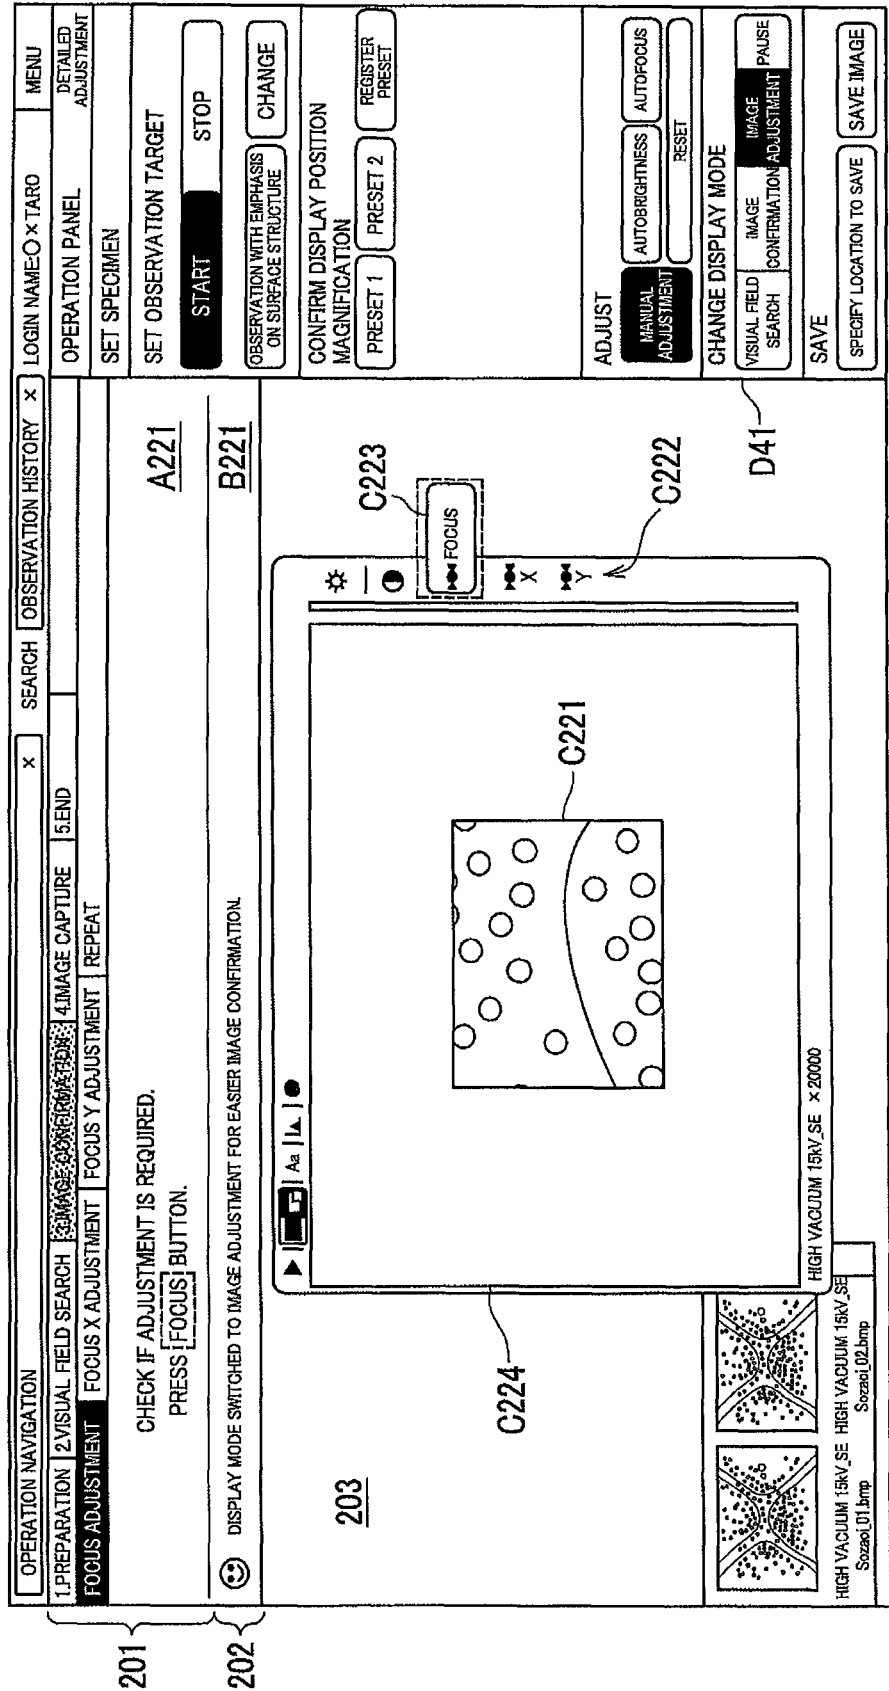 OPERATION NAVIGATION × SEARCH OBSERVATION HISTORY × LOGIN NAME:○×TARO MENU
1.PREPARATION 2.VISUAL FIELD SEARCH 3.IMAGE CONFIRMATION 4.IMAGE CAPTURE 5.END
FOCUS ADJUSTMENT FOCUS X ADJUSTMENT FOCUS Y ADJUSTMENT REPEAT
201
CHECK IF ADJUSTMENT IS REQUIRED.
PRESS FOCUS BUTTON.
A221
202
DISPLAY MODE SWITCHED TO IMAGE ADJUSTMENT FOR EASIER IMAGE CONFIRMATION.
B221
203
Aa
C223
FOCUS
X
Y
C222
C221
C224
HIGH VACUUM 15kV_SE ×20000
HIGH VACUUM 15kV_SE
Sozaoi_01.bmp
HIGH VACUUM 15kV_SE
Sozaoi_02.bmp
OPERATION PANEL
DETAILED
ADJUSTMENT
SET SPECIMEN
SET OBSERVATION TARGET
START STOP
OBSERVATION WITH EMPHASIS
ON SURFACE STRUCTURE
CHANGE
CONFIRM DISPLAY POSITION
MAGNIFICATION
PRESET 1 PRESET 2
REGISTER
PRESET
ADJUST
MANUAL
ADJUSTMENT
AUTOBRIGHTNESS AUTOFOCUS
RESET
CHANGE DISPLAY MODE
VISUAL FIELD
SEARCH
IMAGE
CONFIRMATION
IMAGE
ADJUSTMENT
PAUSE
D41
SAVE
SPECIFY LOCATION TO SAVE SAVE IMAGE